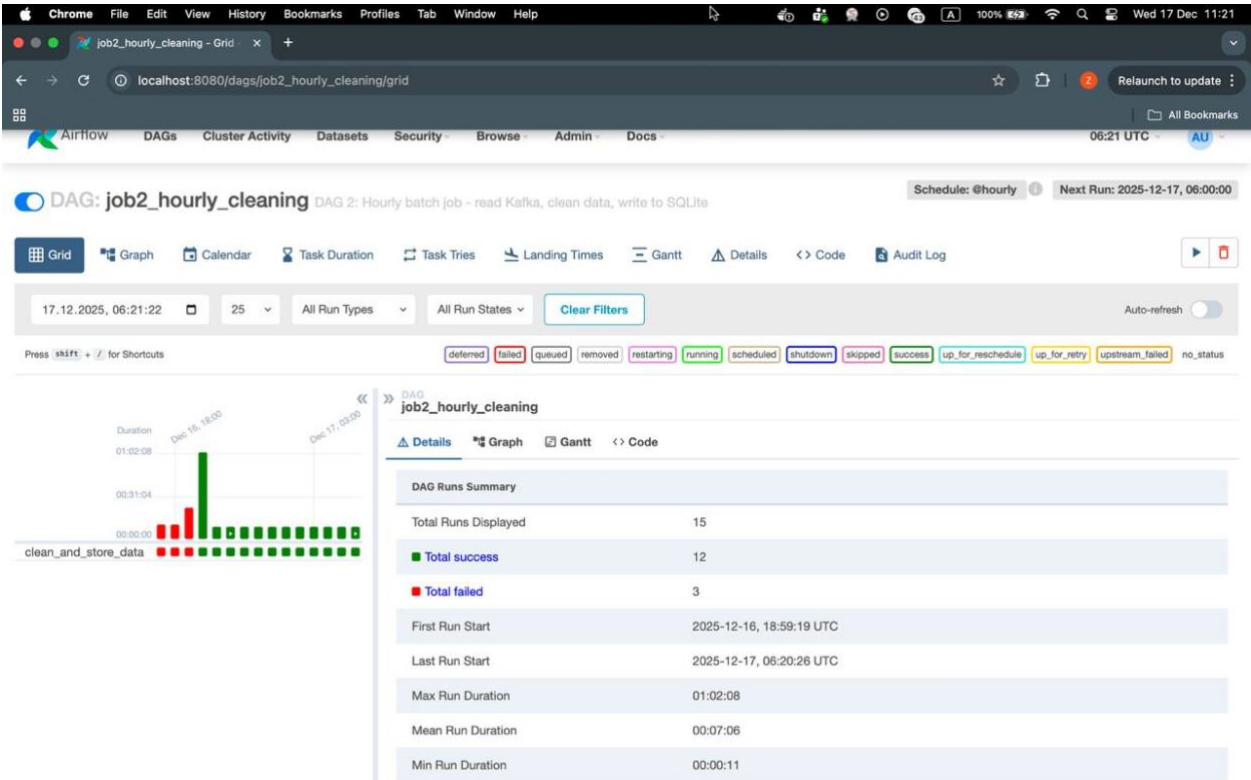 Chrome File Edit View History Bookmarks Profiles Tab Window Help A 100% Wed 17 Dec 11:21
job2_hourly_cleaning - Grid
localhost:8080/dags/job2_hourly_cleaning/grid Z Relaunch to update
All Bookmarks
Airflow DAGs Cluster Activity Datasets Security Browse Admin Docs 06:21 UTC AU
DAG: job2_hourly_cleaning DAG 2: Hourly batch job - read Kafka, clean data, write to SQLite Schedule: @hourly Next Run: 2025-12-17, 06:00:00
Grid Graph Calendar Task Duration Task Tries Landing Times Gantt Details <> Code Audit Log
17.12.2025, 06:21:22 25 All Run Types All Run States Clear Filters Auto-refresh
Press shift + / for Shortcuts deferred failed queued removed restarting running scheduled shutdown skipped success up_for_reschedule up_for_retry upstream_failed no_status
DAG
job2_hourly_cleaning
Duration Dec 16, 18:00 Dec 17, 03:00
Details Graph Gantt <> Code
01:02:08
00:31:04
00:00:00
clean_and_store_data
DAG Runs Summary
Total Runs Displayed 15
Total success 12
Total failed 3
First Run Start 2025-12-16, 18:59:19 UTC
Last Run Start 2025-12-17, 06:20:26 UTC
Max Run Duration 01:02:08
Mean Run Duration 00:07:06
Min Run Duration 00:00:11